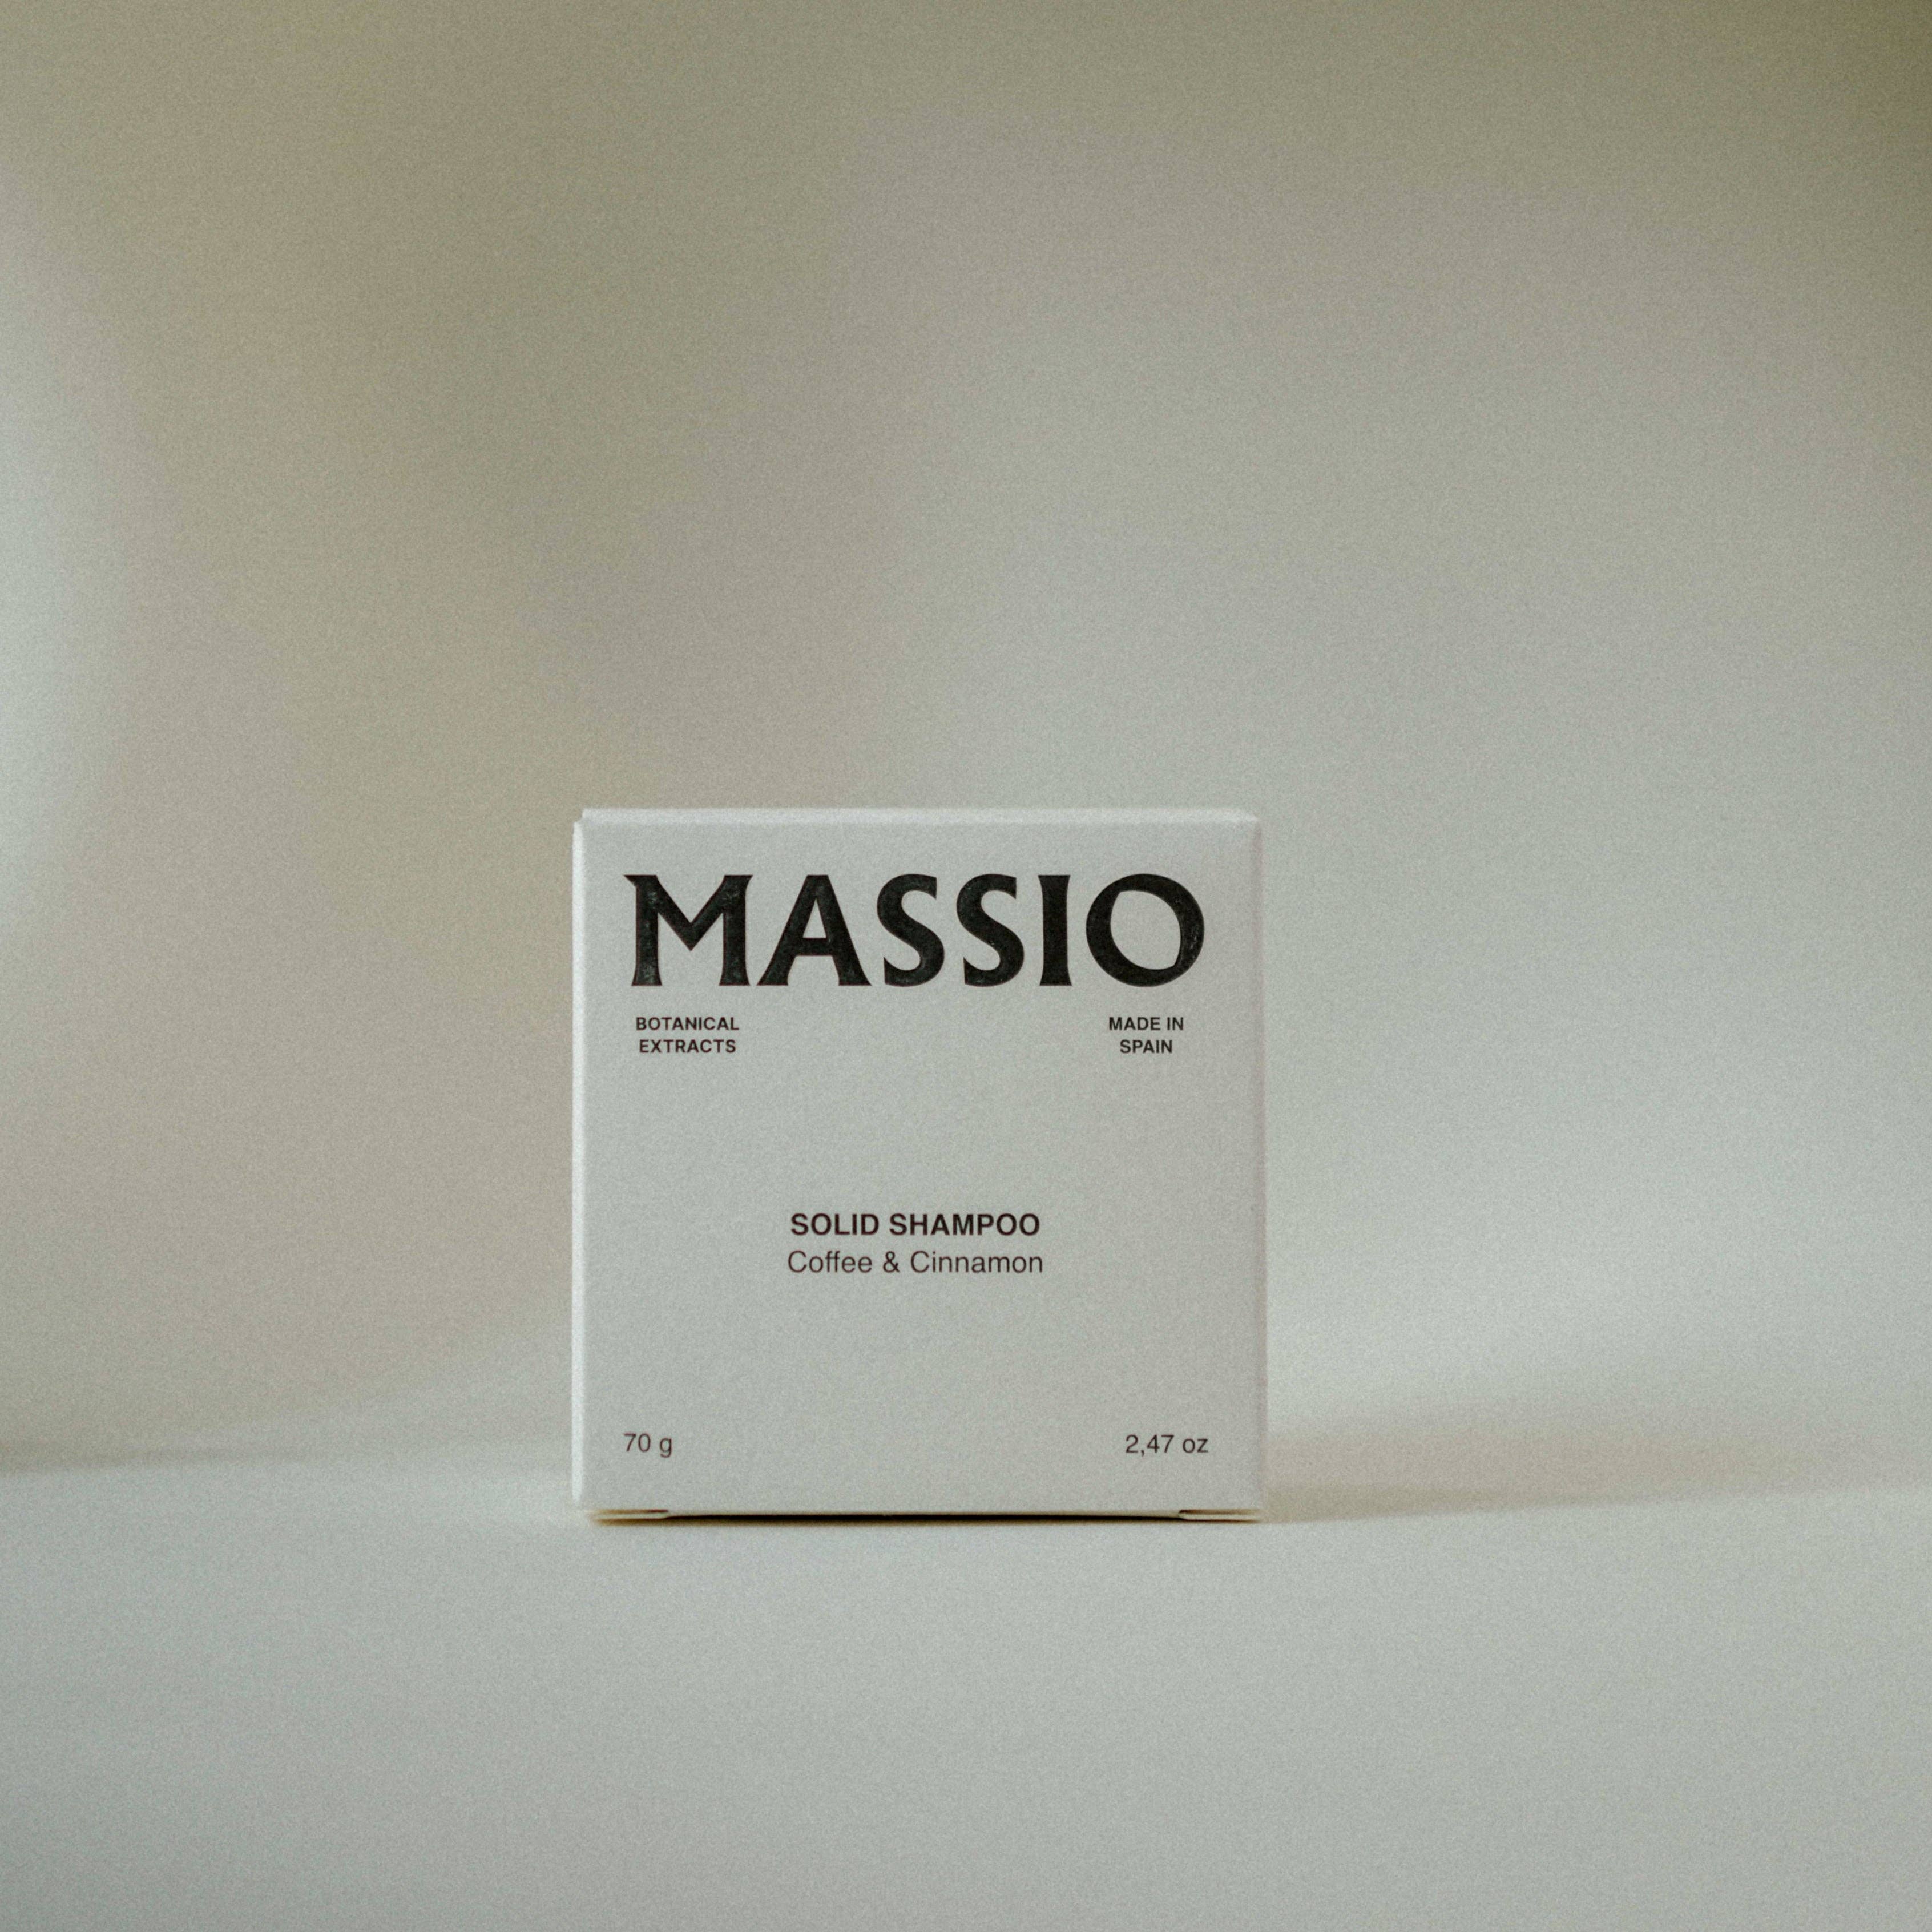 MASSIO
BOTANICAL
EXTRACTS
MADE IN
SPAIN
SOLID SHAMPOO
Coffee & Cinnamon
70 g
2,47 oz